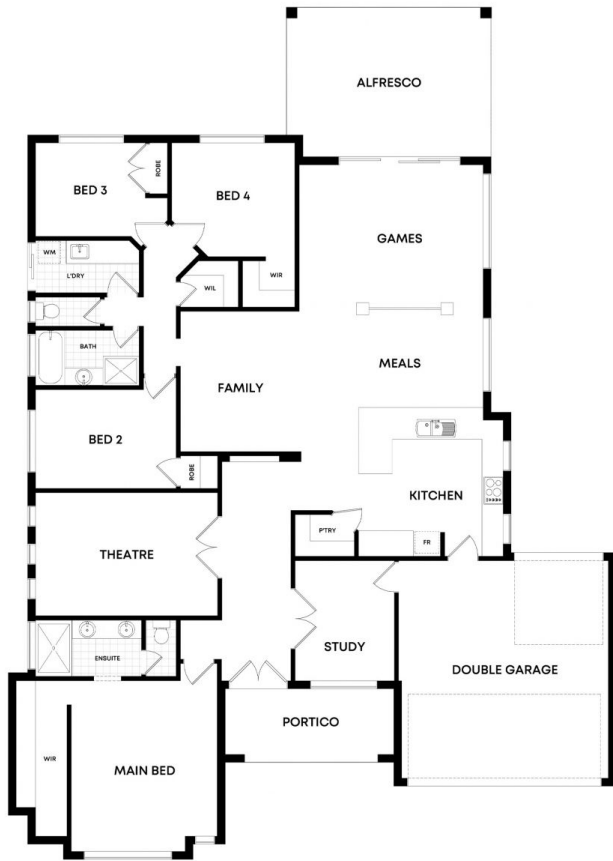 ALFRESCO
ROBE
BED 3
BED 4
GAMES
WM
L'DRY
WIL
WIR
BATH
MEALS
FAMILY
BED 2
ROBE
KITCHEN
P'TRY
FR
THEATRE
ENSUITE
STUDY
DOUBLE GARAGE
PORTICO
WIR
MAIN BED